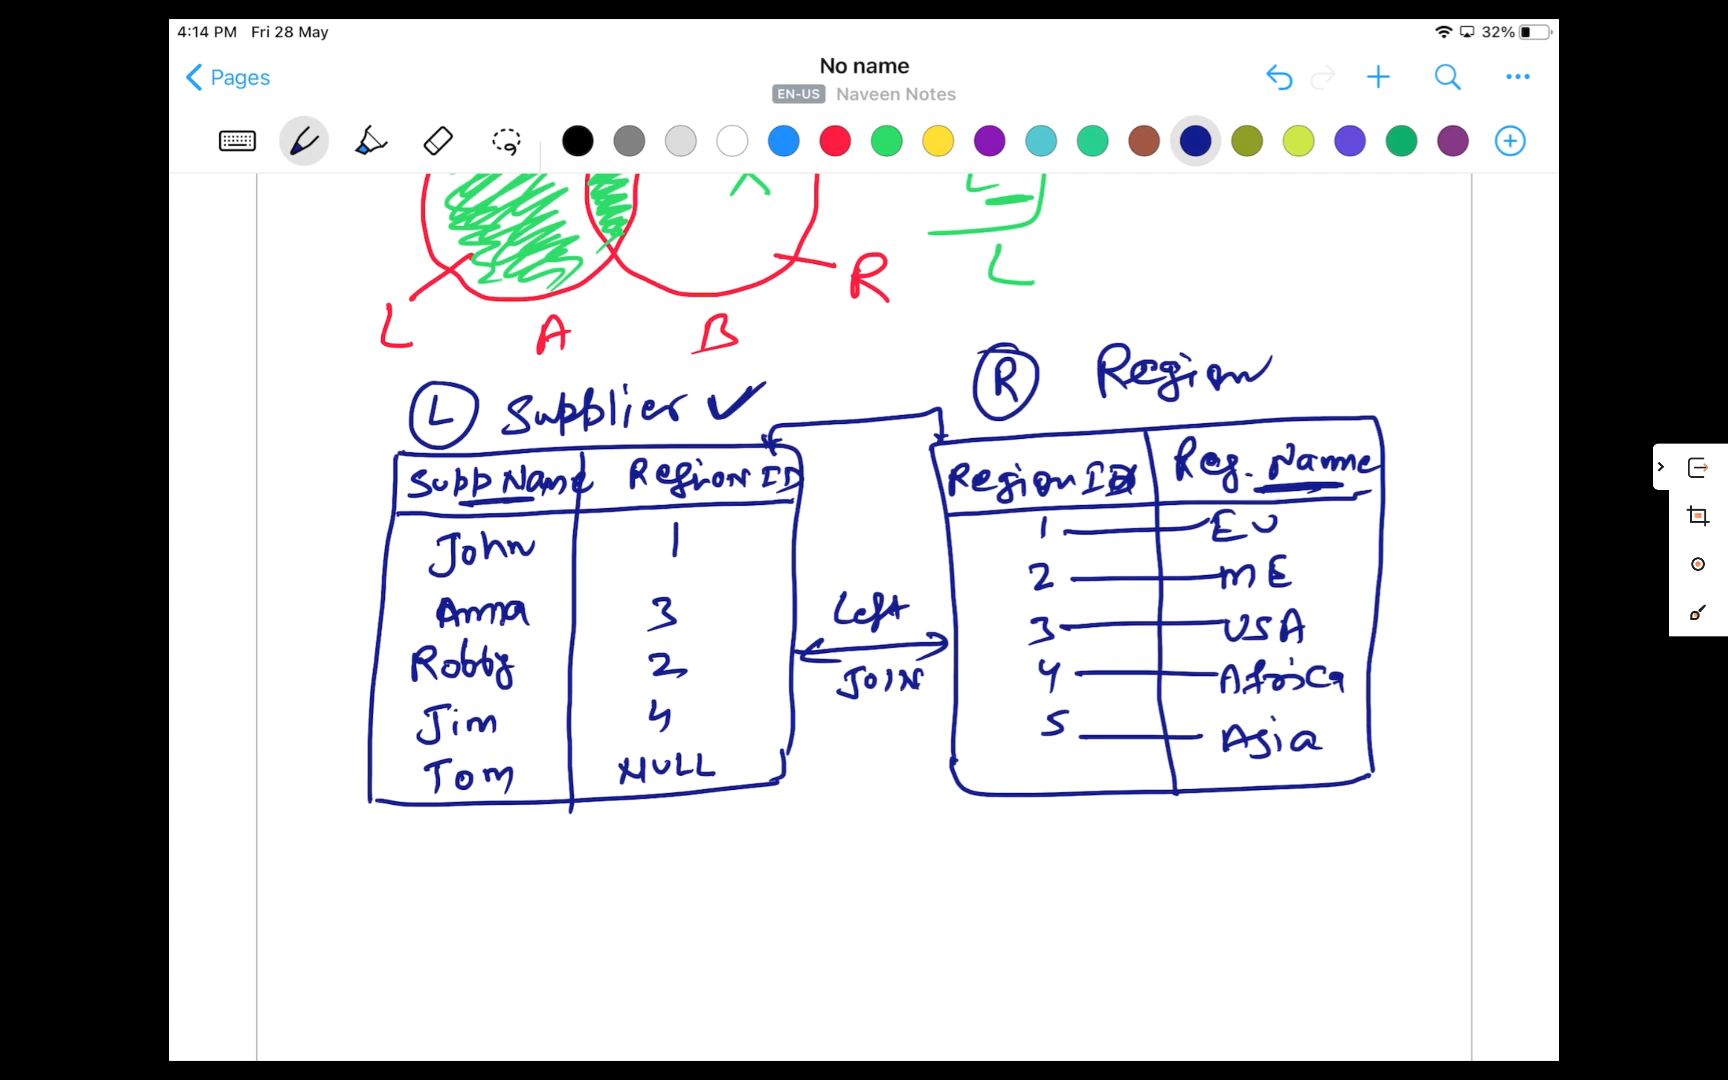 4:14 PM Fri 28 May
32%
Pages
No name
EN-US Naveen Notes
L
L A B R
L Supplier
R Region
Supp Name Region ID
John 1
Anna 3
Robby 2
Jim 4
Tom NULL
Left
JOIN
Region ID Reg. Name
1 EU
2 ME
3 USA
4 Africa
5 Asia